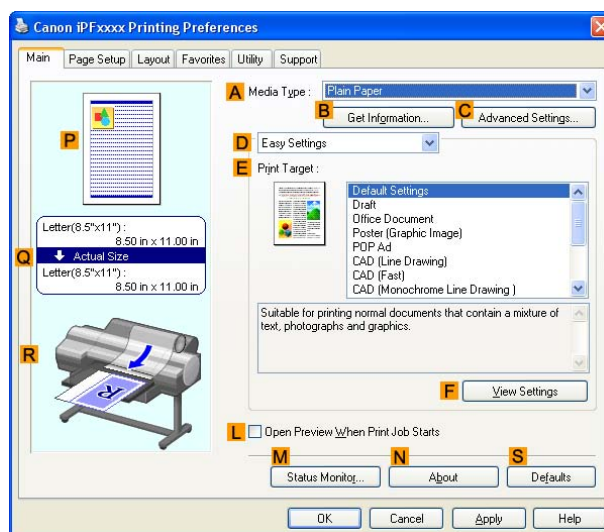 Canon iPFxxxx Printing Preferences
Main Page Setup Layout Favorites Utility Support
A Media Type : Plain Paper
B C
Get Information... Advanced Settings...
D Easy Settings
E Print Target :
P
Default Settings
Draft
Office Document
Poster (Graphic Image)
POP Ad
CAD (Line Drawing)
CAD (Fast)
CAD (Monochrome Line Drawing )
Letter(8.5"x11") :
8.50 in x 11.00 in
Q Actual Size
Letter(8.5"x11") :
8.50 in x 11.00 in
Suitable for printing normal documents that contain a mixture of
text, photographs and graphics.
R
R
F View Settings
L Open Preview When Print Job Starts
M N S
Status Monitor... About Defaults
OK Cancel Apply Help